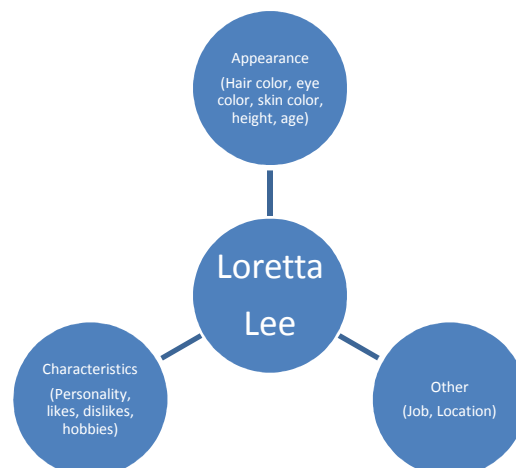 Appearance
(Hair color, eye
color, skin color,
height, age)
Loretta
Lee
Characteristics
(Personality,
likes, dislikes,
hobbies)
Other
(Job, Location)